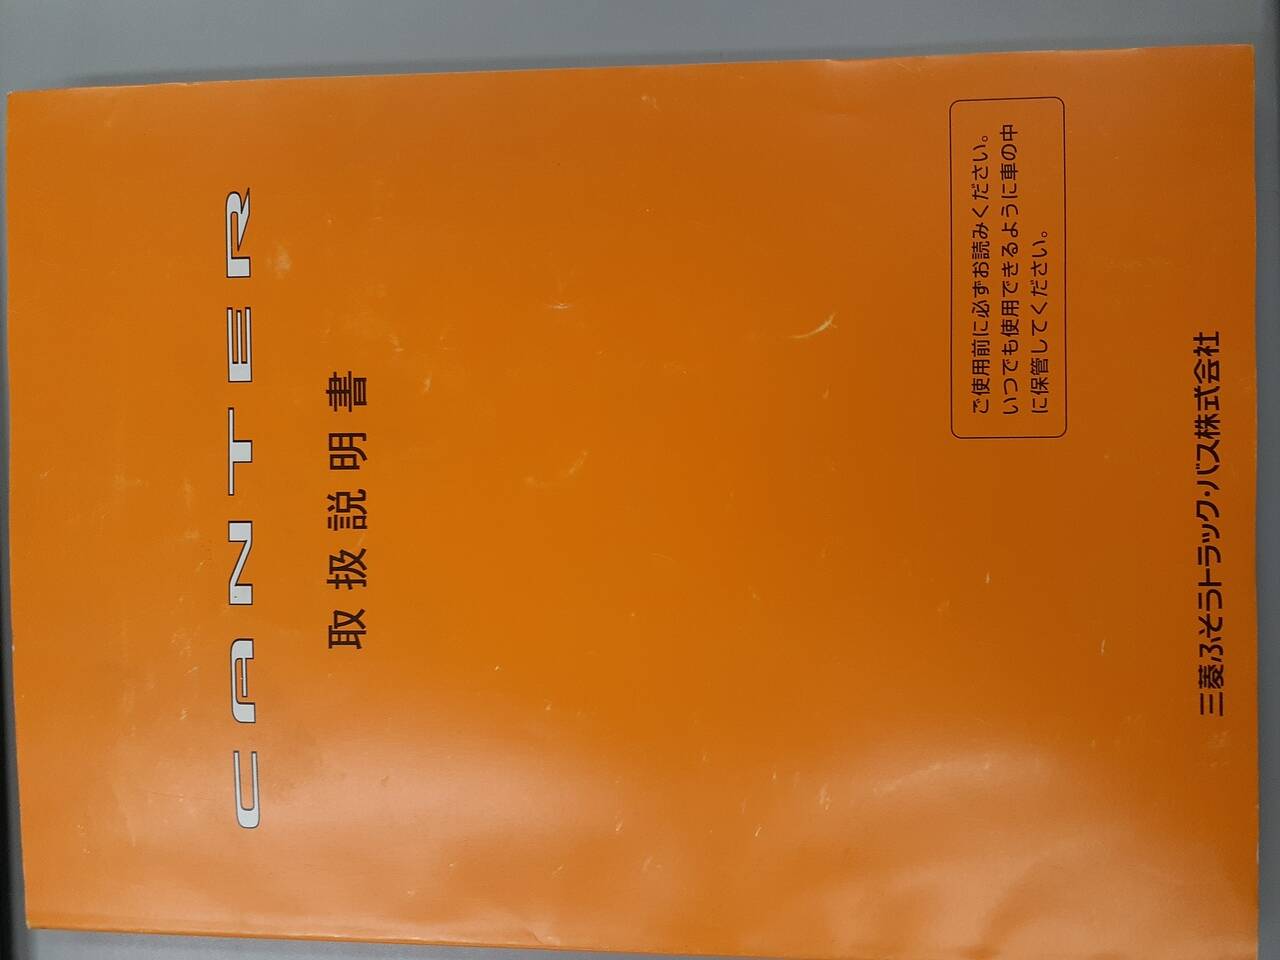 CANTER
取扱説明書
ご使用前に必ずお読みください。
いつでも使用できるように車の中
に保管してください。
三菱ふそうトラック・バス株式会社